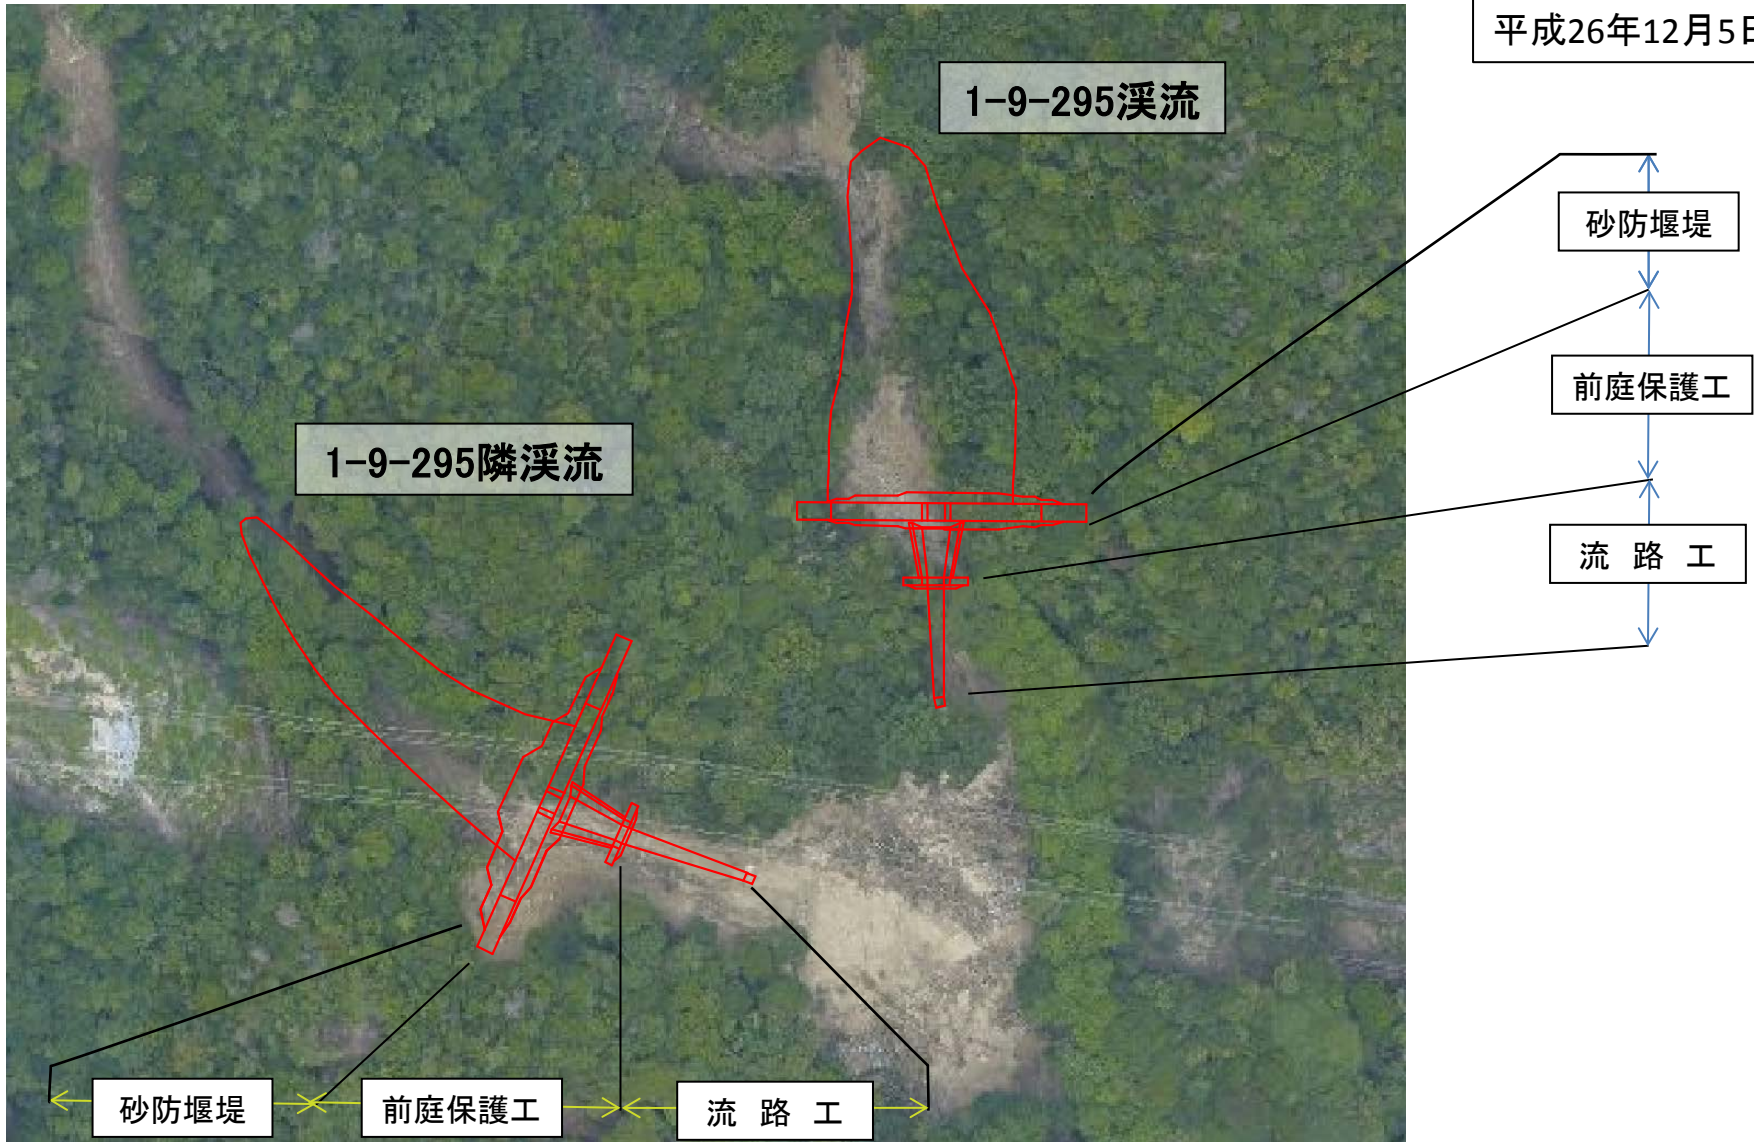 平成26年12月5日
1-9-295渓流
砂防堰堤
前庭保護工
流 路 工
1-9-295隣渓流
砂防堰堤
前庭保護工
流 路 工